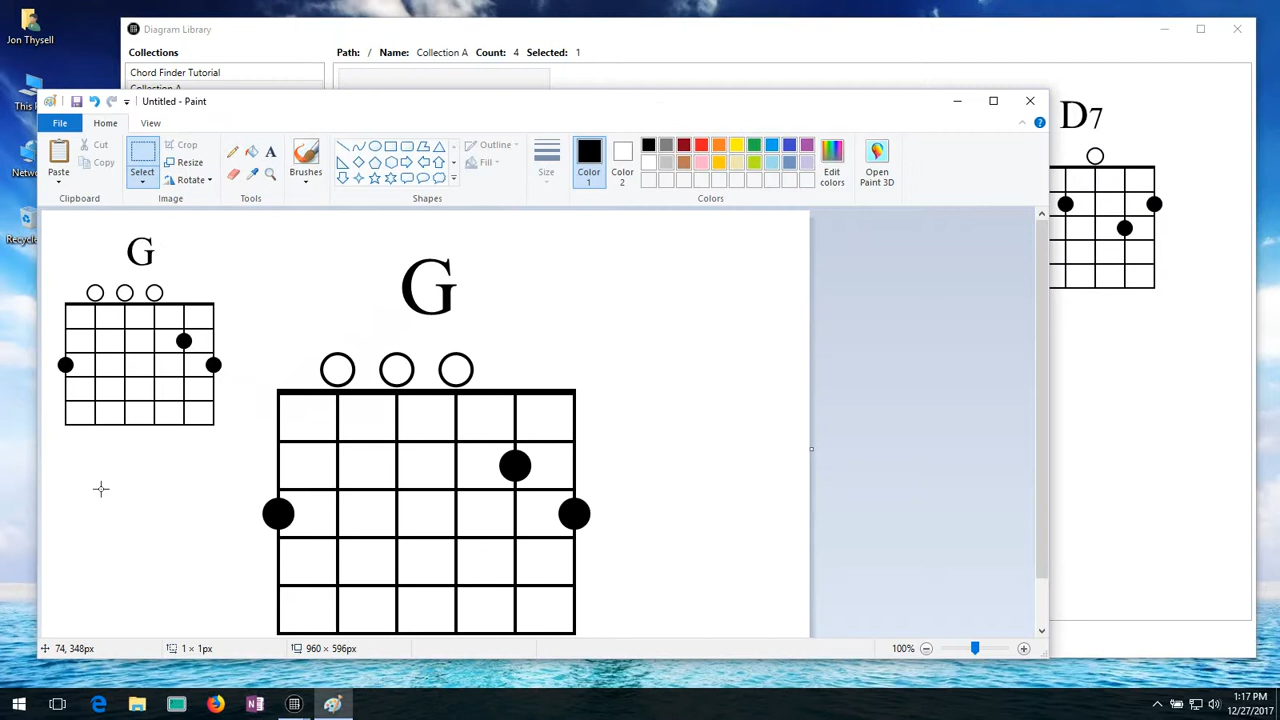 Jon Thysell
This P
Netwo
Recycle
Diagram Library
Collections
Path: / Name: Collection A Count: 4 Selected: 1
Chord Finder Tutorial
Collection A
D7
Untitled - Paint
File Home View
Paste
Cut
Copy
Clipboard
Select
Crop
Resize
Rotate
Image
A
Tools
Brushes
Outline
Fill
Shapes
Size
Color 1
Color 2
Edit colors
Open Paint 3D
Colors
G
G
74, 348px
1 × 1px
960 × 596px
100%
1:17 PM
12/27/2017